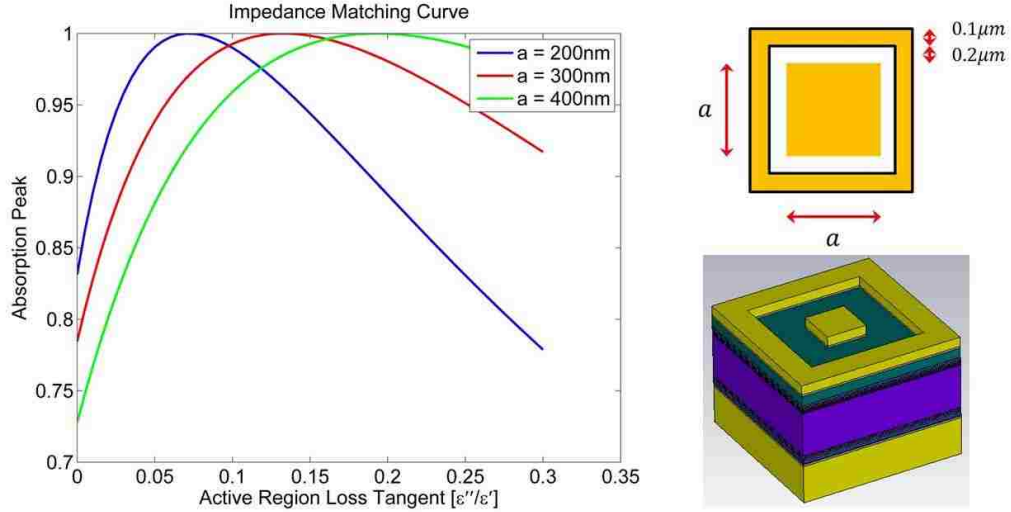 Impedance Matching Curve
Absorption Peak
1
0.95
0.9
0.85
0.8
0.75
0.7
0
0.05
0.1
0.15
0.2
0.25
0.3
0.35
Active Region Loss Tangent [ε''/ε']
a = 200nm
a = 300nm
a = 400nm
0.1μm
0.2μm
a
a